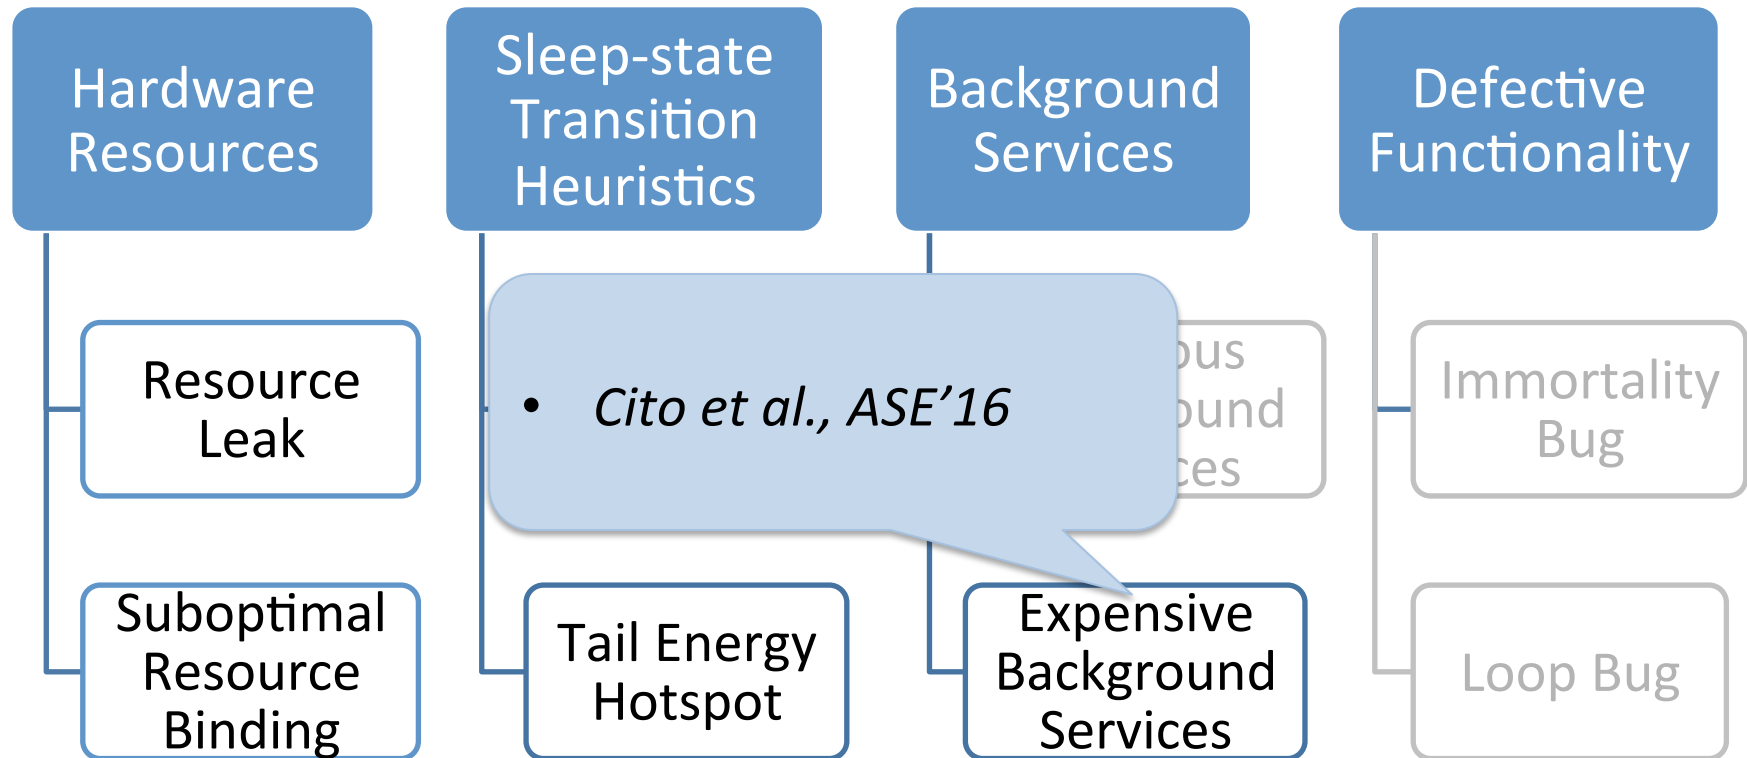 Hardware
Resources
Sleep-state
Transition
Heuristics
Background
Services
Defective
Functionality
Resource
Leak
• Cito et al., ASE’16
Immortality
Bug
Suboptimal
Resource
Binding
Tail Energy
Hotspot
Expensive
Background
Services
Loop Bug